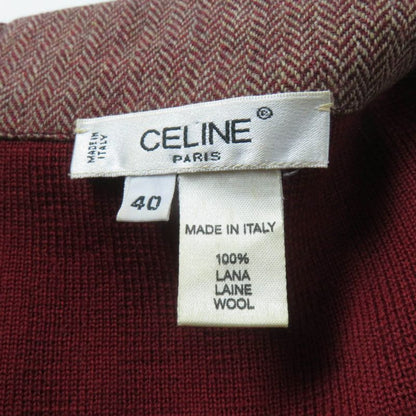 CELINE®
PARIS
MADE IN
ITALY
40
MADE IN ITALY
100%
LANA
LAINE
WOOL